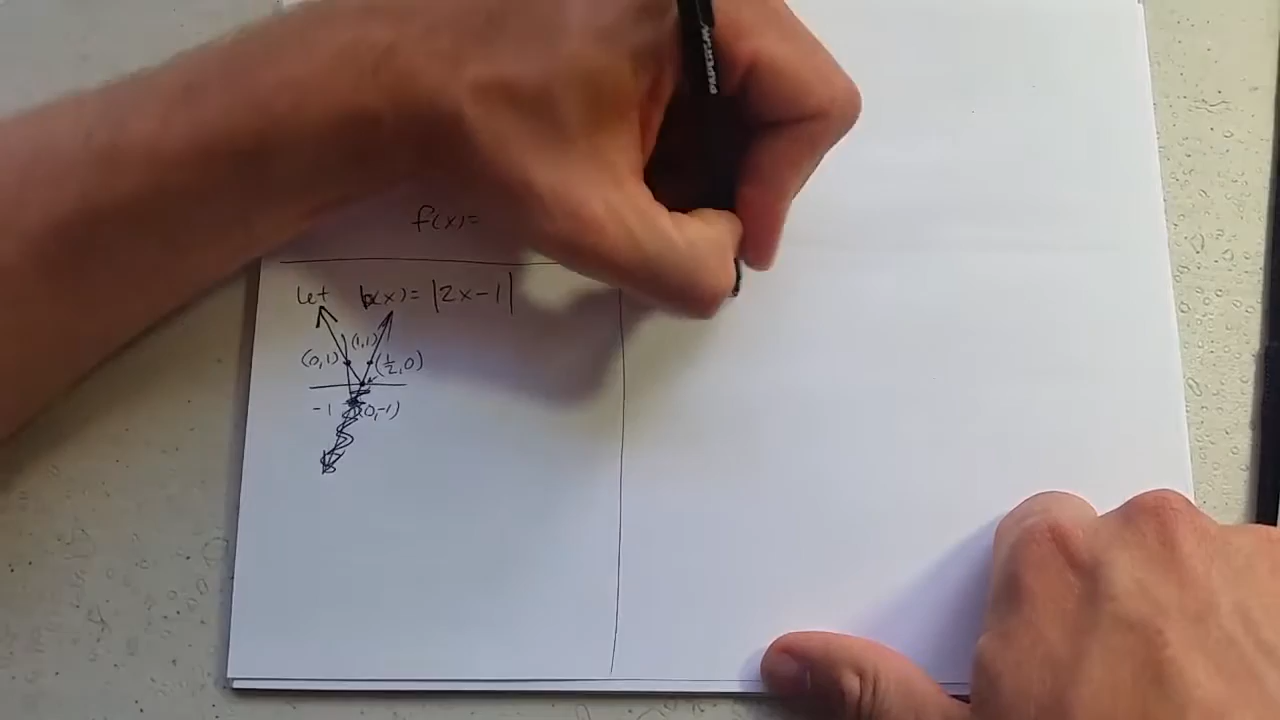 f(x)=
Let b(x)= |2x-1|
(1,1)
(0,1) (½,0)
-1 (0,-1)